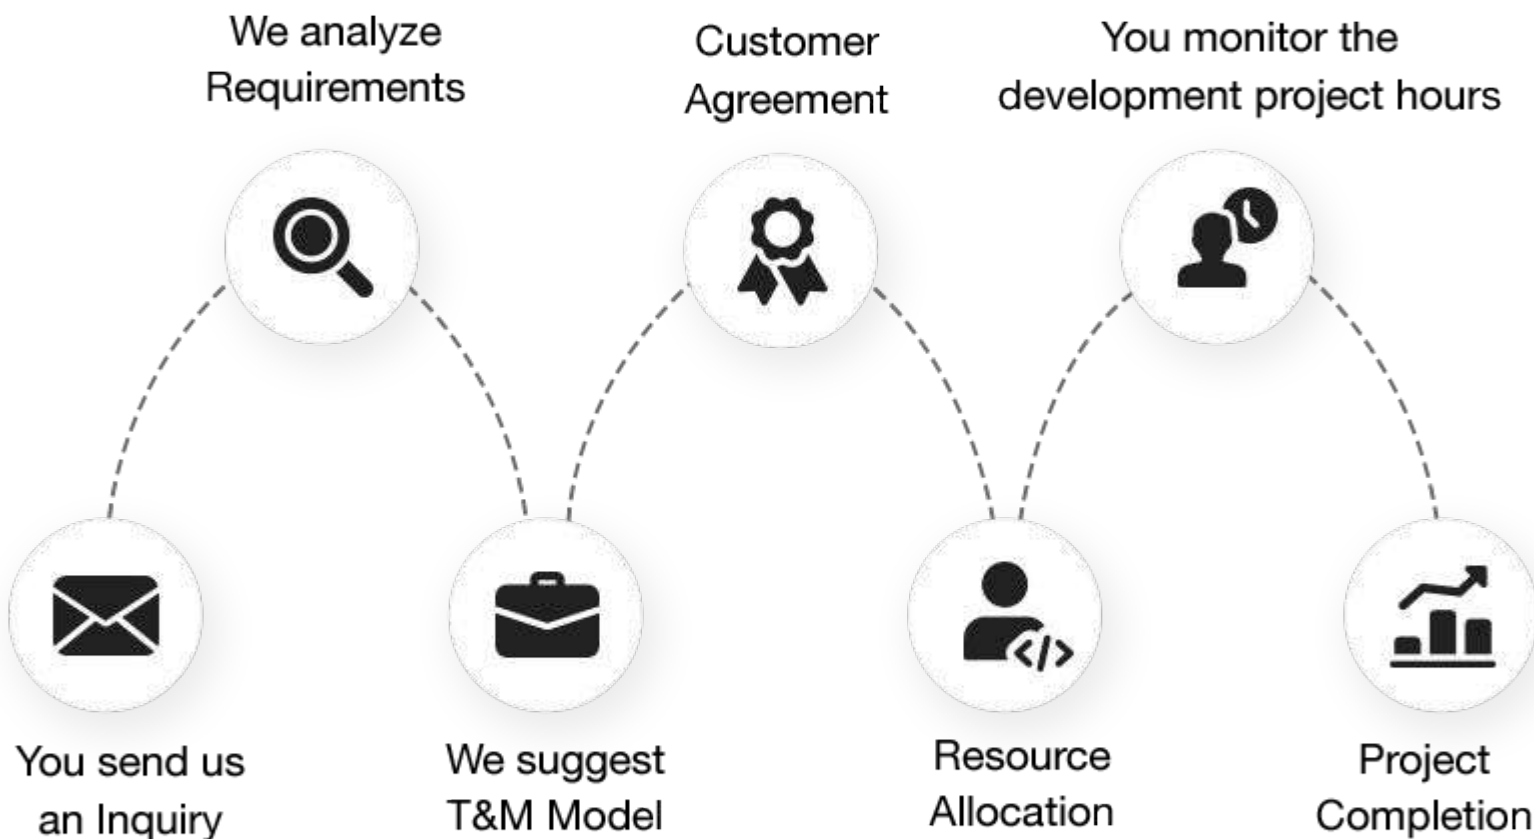 We analyze
Requirements
Customer
Agreement
You monitor the
development project hours
You send us
an Inquiry
We suggest
T&M Model
Resource
Allocation
Project
Completion